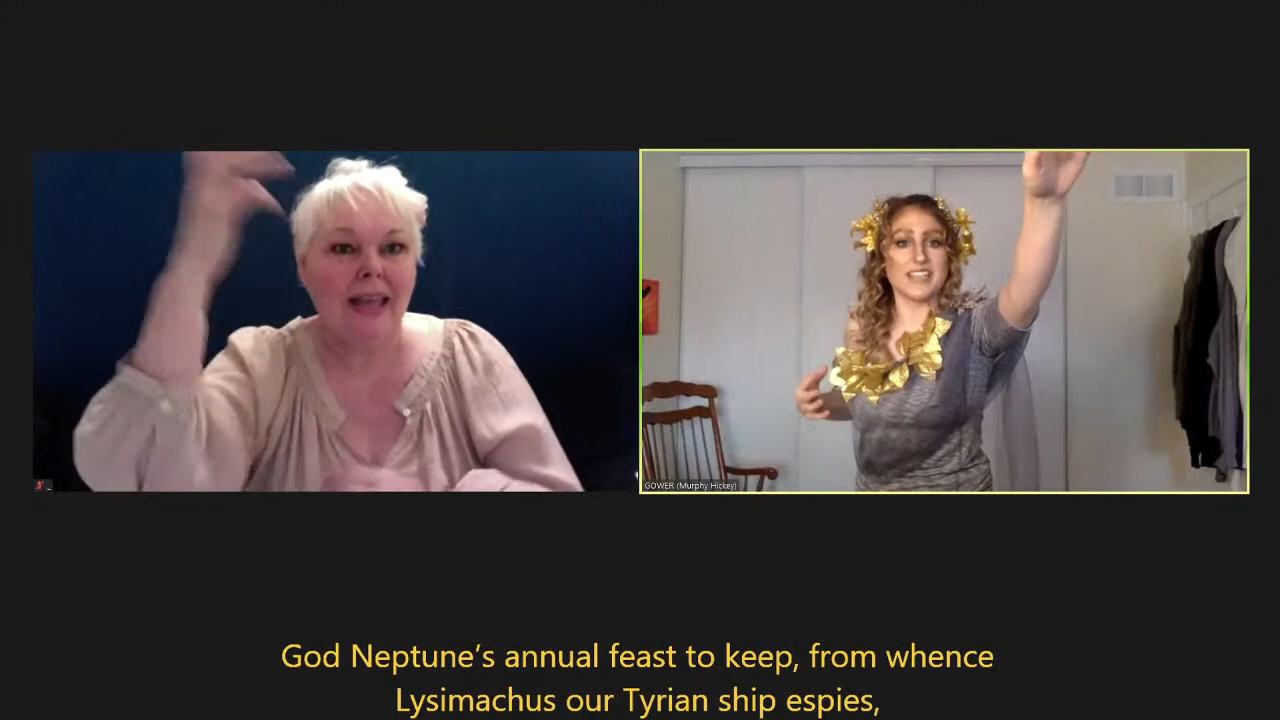 GOWER (Murphy Hickey)
God Neptune’s annual feast to keep, from whence
Lysimachus our Tyrian ship espies,